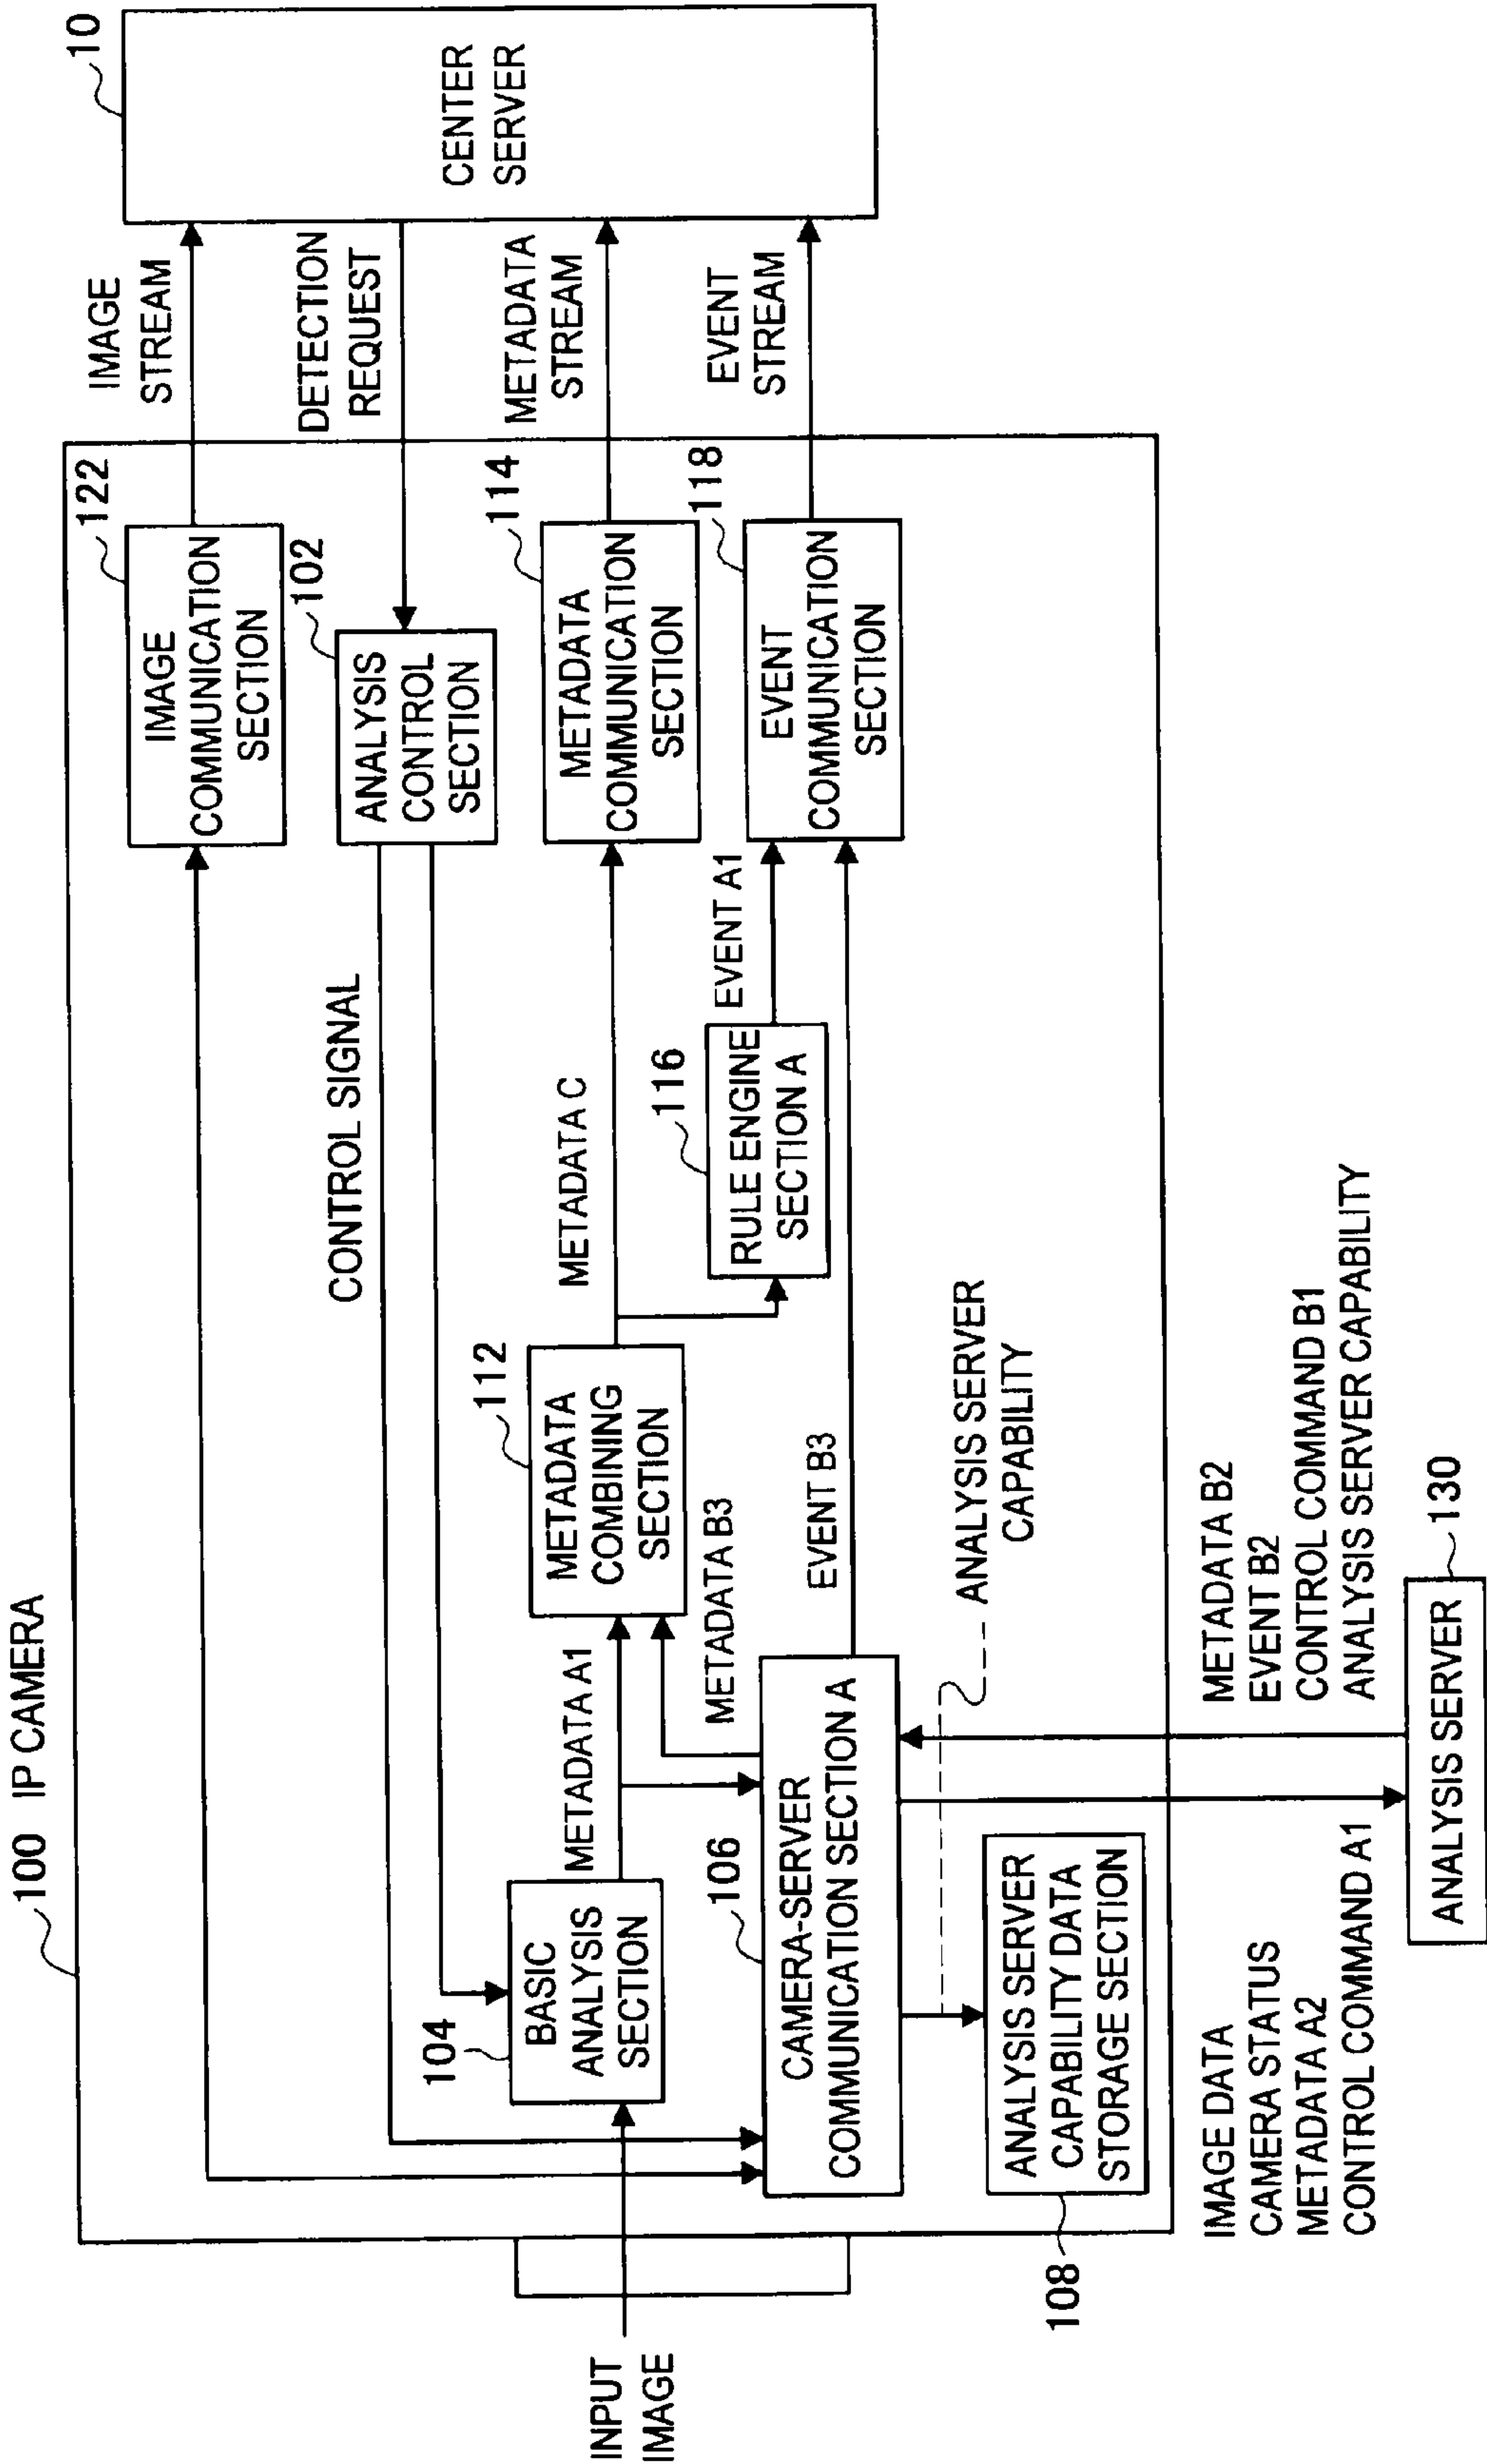 100 IP CAMERA
10
CENTER
SERVER
IMAGE
STREAM
DETECTION
REQUEST
METADATA
STREAM
EVENT
STREAM
122
IMAGE
COMMUNICATION
SECTION
102
ANALYSIS
CONTROL
SECTION
114
METADATA
COMMUNICATION
SECTION
118
EVENT
COMMUNICATION
SECTION
CONTROL SIGNAL
METADATA C
EVENT A1
116
RULE ENGINE
SECTION A
112
METADATA
COMBINING
SECTION
METADATA A1
METADATA B3
EVENT B3
104
BASIC
ANALYSIS
SECTION
106
CAMERA-SERVER
COMMUNICATION SECTION A
ANALYSIS SERVER
CAPABILITY
108
ANALYSIS SERVER
CAPABILITY DATA
STORAGE SECTION
INPUT
IMAGE
IMAGE DATA
CAMERA STATUS
METADATA A2
CONTROL COMMAND A1
METADATA B2
EVENT B2
CONTROL COMMAND B1
ANALYSIS SERVER CAPABILITY
ANALYSIS SERVER
130